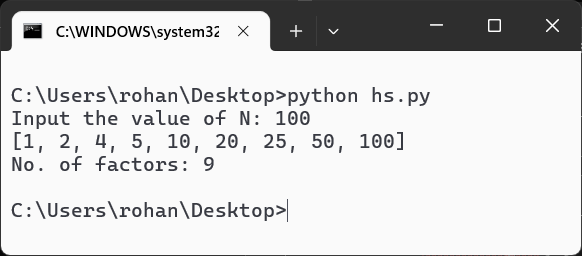 C:\WINDOWS\system32
C:\Users\rohan\Desktop>python hs.py
Input the value of N: 100
[1, 2, 4, 5, 10, 20, 25, 50, 100]
No. of factors: 9
C:\Users\rohan\Desktop>